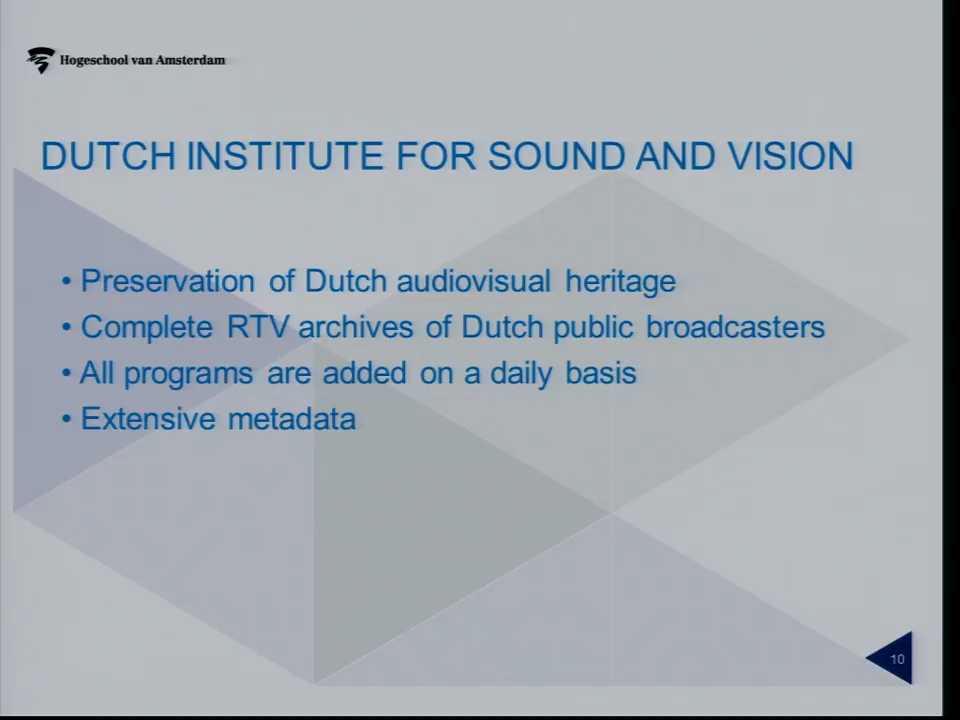 Hogeschool van Amsterdam
DUTCH INSTITUTE FOR SOUND AND VISION
• Preservation of Dutch audiovisual heritage
• Complete RTV archives of Dutch public broadcasters
• All programs are added on a daily basis
• Extensive metadata
10